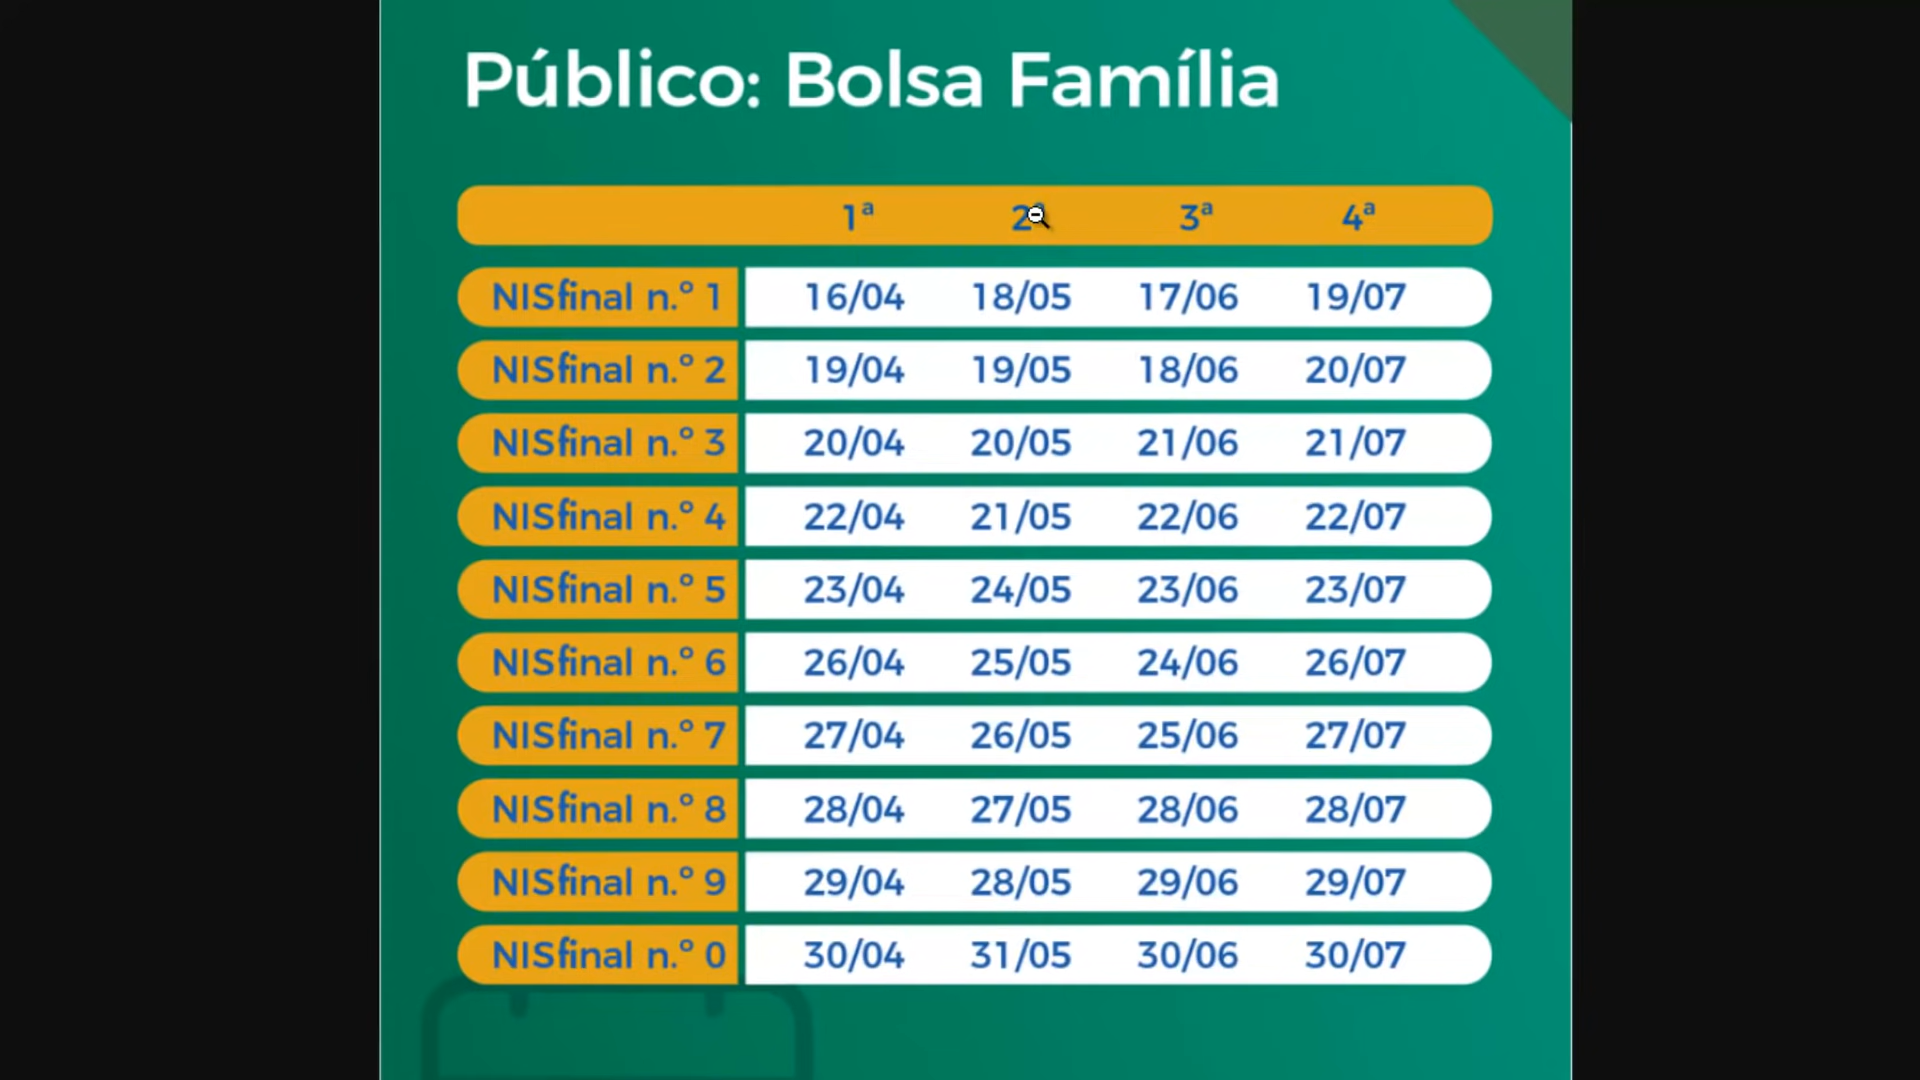 Público: Bolsa Família
1ª 2ª 3ª 4ª
NISfinal n.º 1 16/04 18/05 17/06 19/07
NISfinal n.º 2 19/04 19/05 18/06 20/07
NISfinal n.º 3 20/04 20/05 21/06 21/07
NISfinal n.º 4 22/04 21/05 22/06 22/07
NISfinal n.º 5 23/04 24/05 23/06 23/07
NISfinal n.º 6 26/04 25/05 24/06 26/07
NISfinal n.º 7 27/04 26/05 25/06 27/07
NISfinal n.º 8 28/04 27/05 28/06 28/07
NISfinal n.º 9 29/04 28/05 29/06 29/07
NISfinal n.º 0 30/04 31/05 30/06 30/07